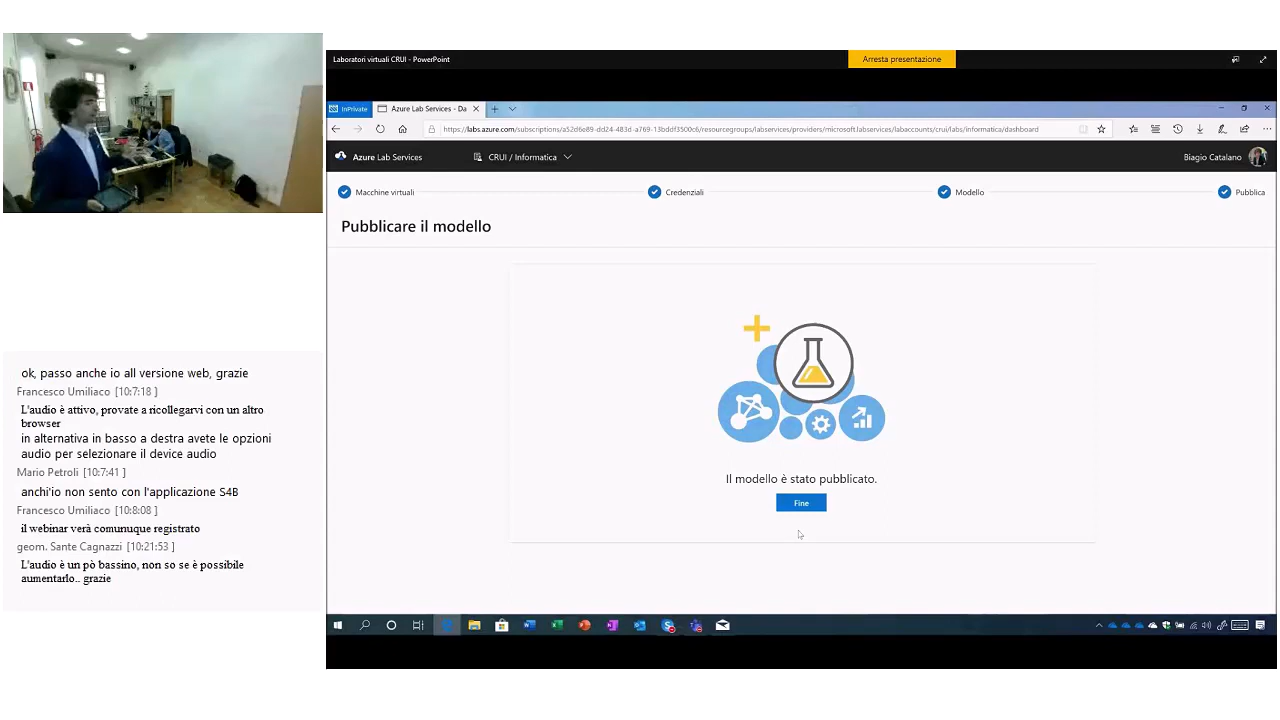 Laboratori virtuali CRUI - PowerPoint
Arresta presentazione
InPrivate
Azure Lab Services - Da
https://labs.azure.com/subscriptions/a52d6e89-dd24-483d-a769-13bddf3500c6/resourcegroups/labservices/providers/microsoft.labservices/labaccounts/crui/labs/informatica/dashboard
Azure Lab Services
CRUI / Informatica
Biagio Catalano
Macchine virtuali
Credenziali
Modello
Pubblica
Pubblicare il modello
Il modello è stato pubblicato.
Fine
ok, passo anche io all versione web, grazie
Francesco Umiliaco [10:7:18 ]
L'audio è attivo, provate a ricollegarvi con un altro
browser
in alternativa in basso a destra avete le opzioni
audio per selezionare il device audio
Mario Petroli [10:7:41 ]
anchi'io non sento con l'applicazione S4B
Francesco Umiliaco [10:8:08 ]
il webinar verrà comunuque registrato
geom. Sante Cagnazzi [10:21:53 ]
L'audio è un pò bassino, non so se è possibile
aumentarlo.. grazie